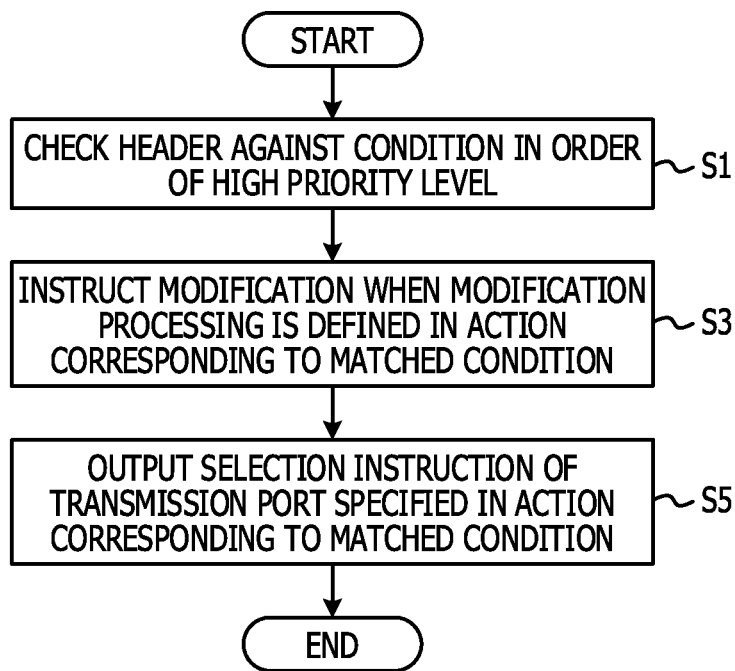 START
CHECK HEADER AGAINST CONDITION IN ORDER
OF HIGH PRIORITY LEVEL
S1
INSTRUCT MODIFICATION WHEN MODIFICATION
PROCESSING IS DEFINED IN ACTION
CORRESPONDING TO MATCHED CONDITION
S3
OUTPUT SELECTION INSTRUCTION OF
TRANSMISSION PORT SPECIFIED IN ACTION
CORRESPONDING TO MATCHED CONDITION
S5
END